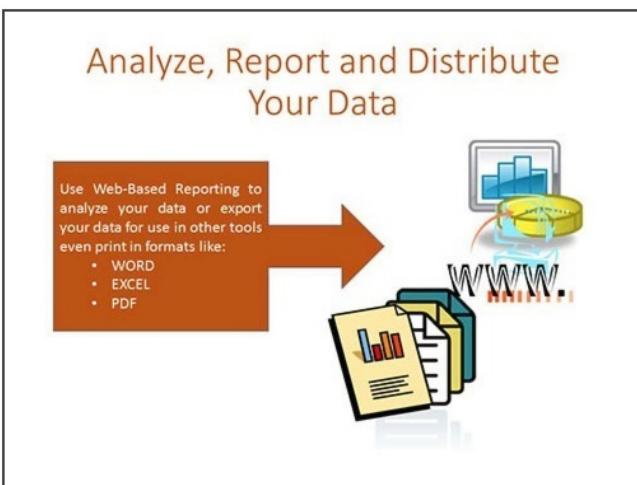 Analyze, Report and Distribute
Your Data
Use Web-Based Reporting to
analyze your data or export
your data for use in other tools
even print in formats like:
• WORD
• EXCEL
• PDF
www.